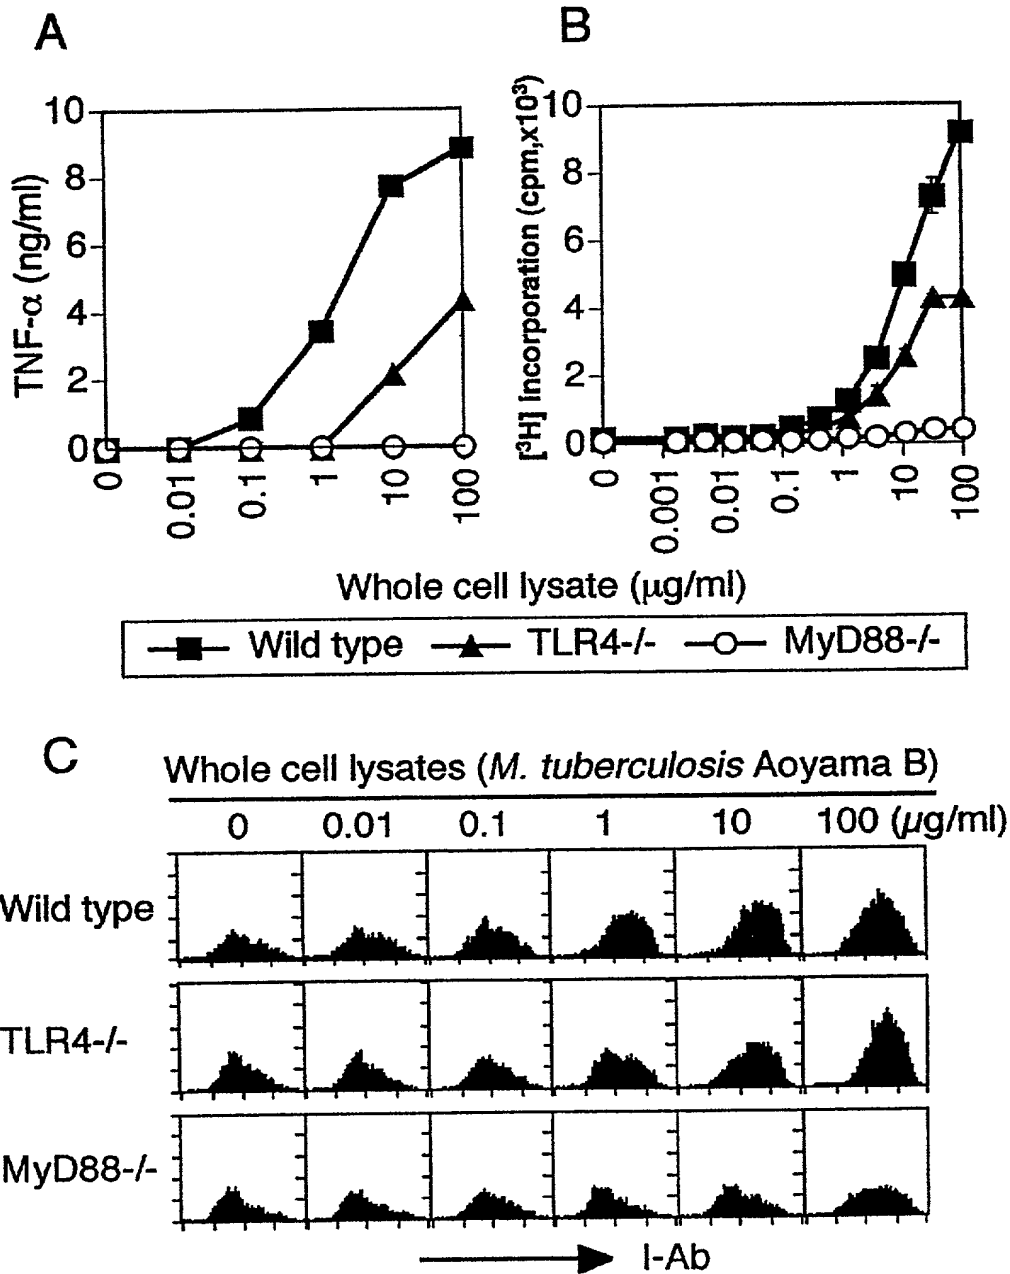 A
TNF-α (ng/ml)
10
8
6
4
2
0
0
0.01
0.1
1
10
100
B
[³H] incorporation (cpm,x10³)
10
8
6
4
2
0
0
0.001
0.01
0.1
1
10
100
Whole cell lysate (μg/ml)
Wild type TLR4-/- MyD88-/-
C
Whole cell lysates (M. tuberculosis Aoyama B)
0 0.01 0.1 1 10 100 (μg/ml)
Wild type
TLR4-/-
MyD88-/-
I-Ab